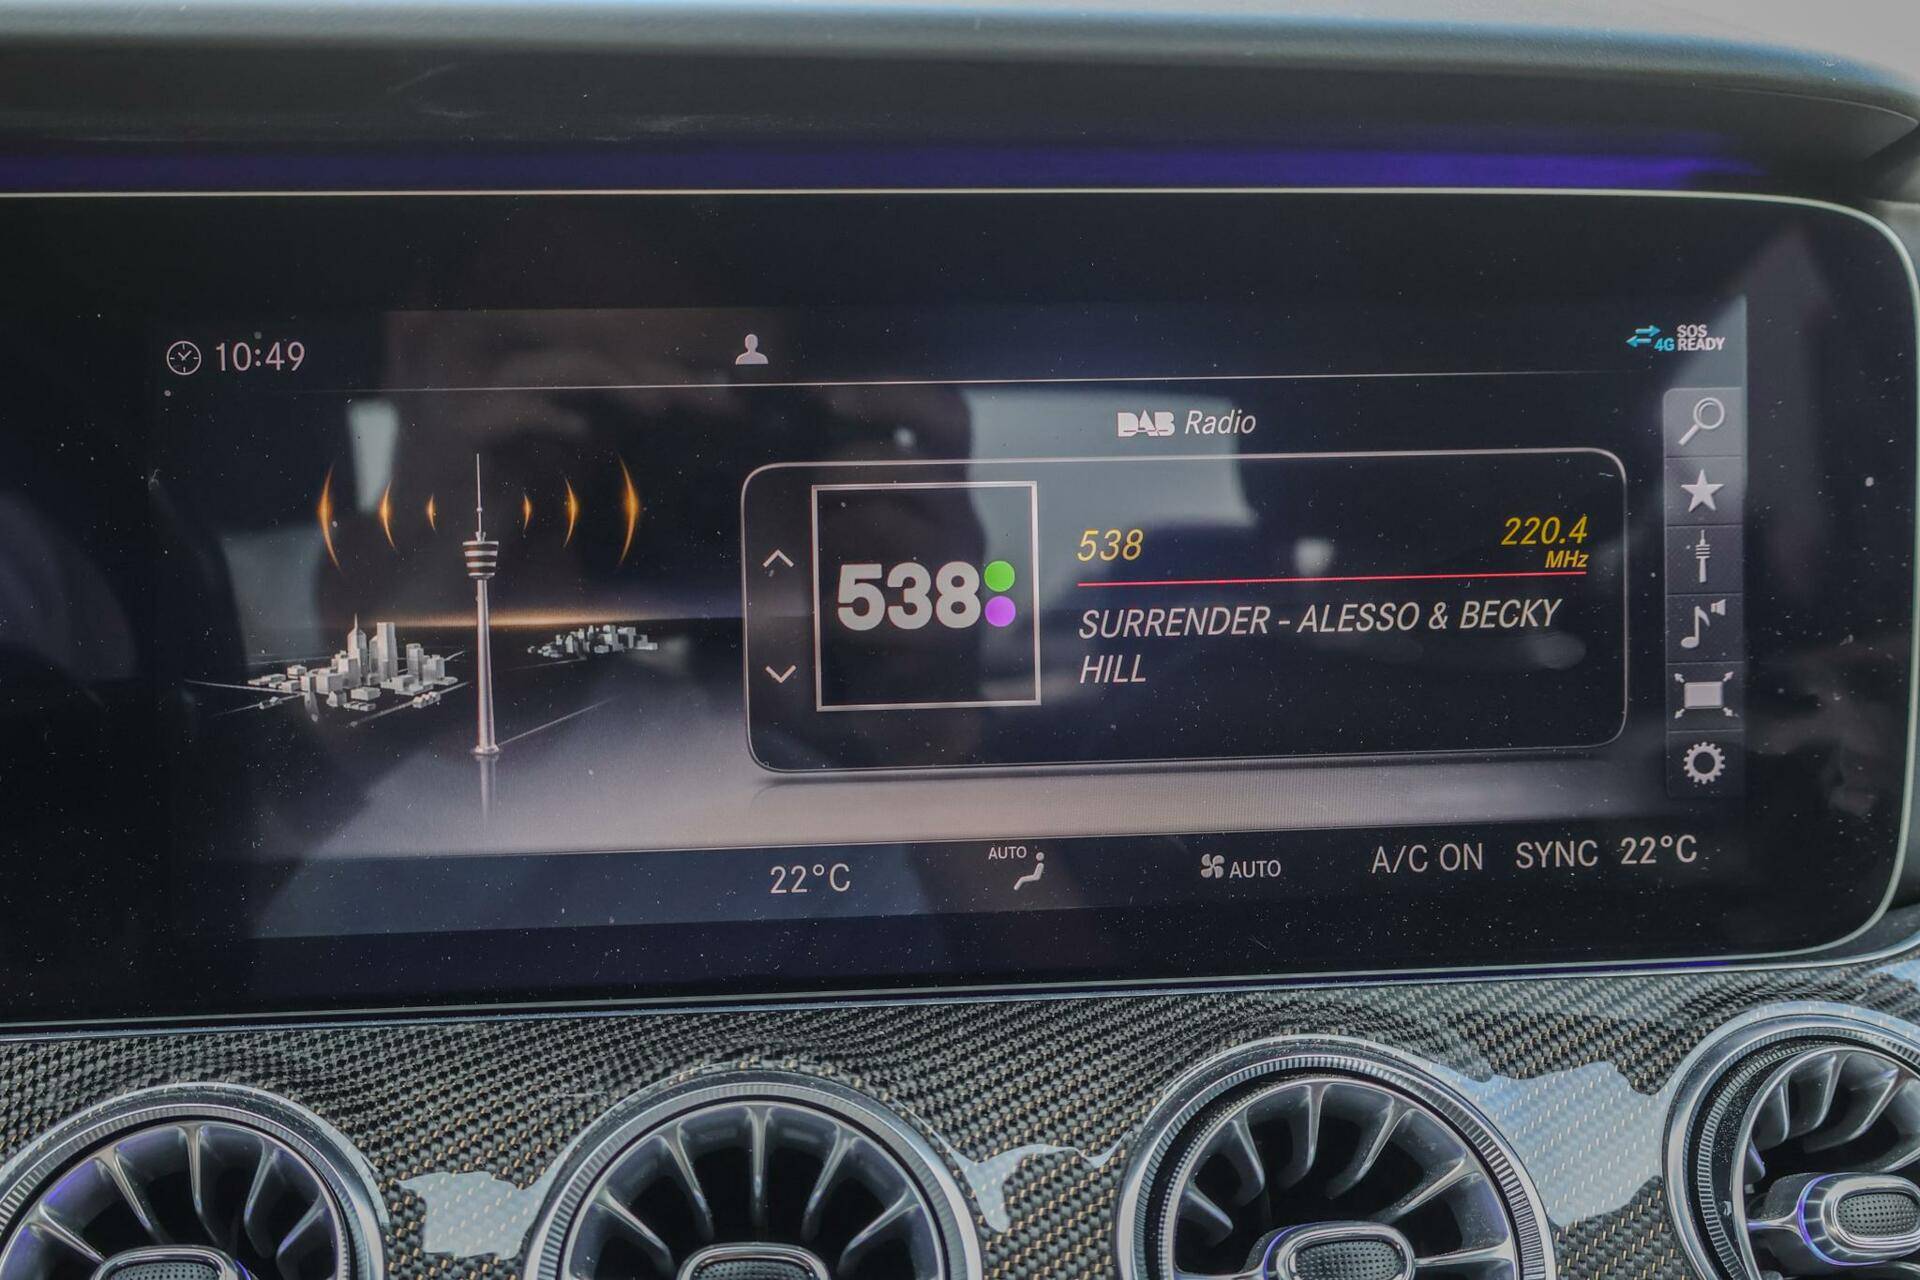 10:49
4G SOS
READY
DAB Radio
538
538
220.4
MHz
SURRENDER - ALESSO & BECKY
HILL
22°C
AUTO
AUTO
A/C ON
SYNC
22°C